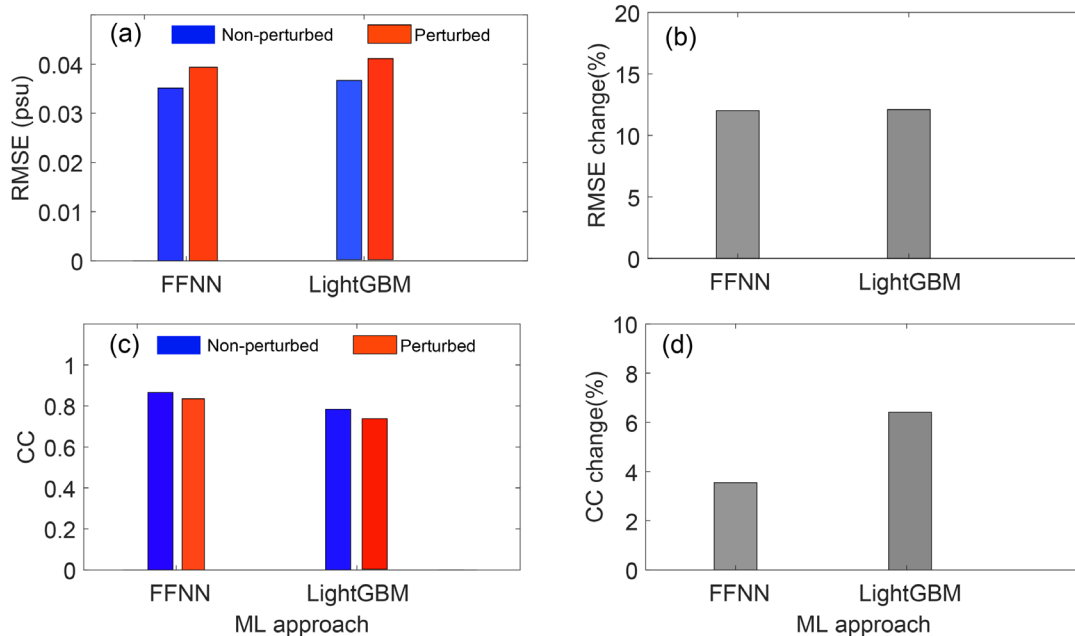 (a)
Non-perturbed
Perturbed
RMSE (psu)
0.04
0.03
0.02
0.01
0
FFNN
LightGBM
(b)
RMSE change(%)
20
15
10
5
0
FFNN
LightGBM
(c)
Non-perturbed
Perturbed
CC
1
0.8
0.6
0.4
0.2
0
FFNN
LightGBM
ML approach
(d)
CC change(%)
10
8
6
4
2
0
FFNN
LightGBM
ML approach